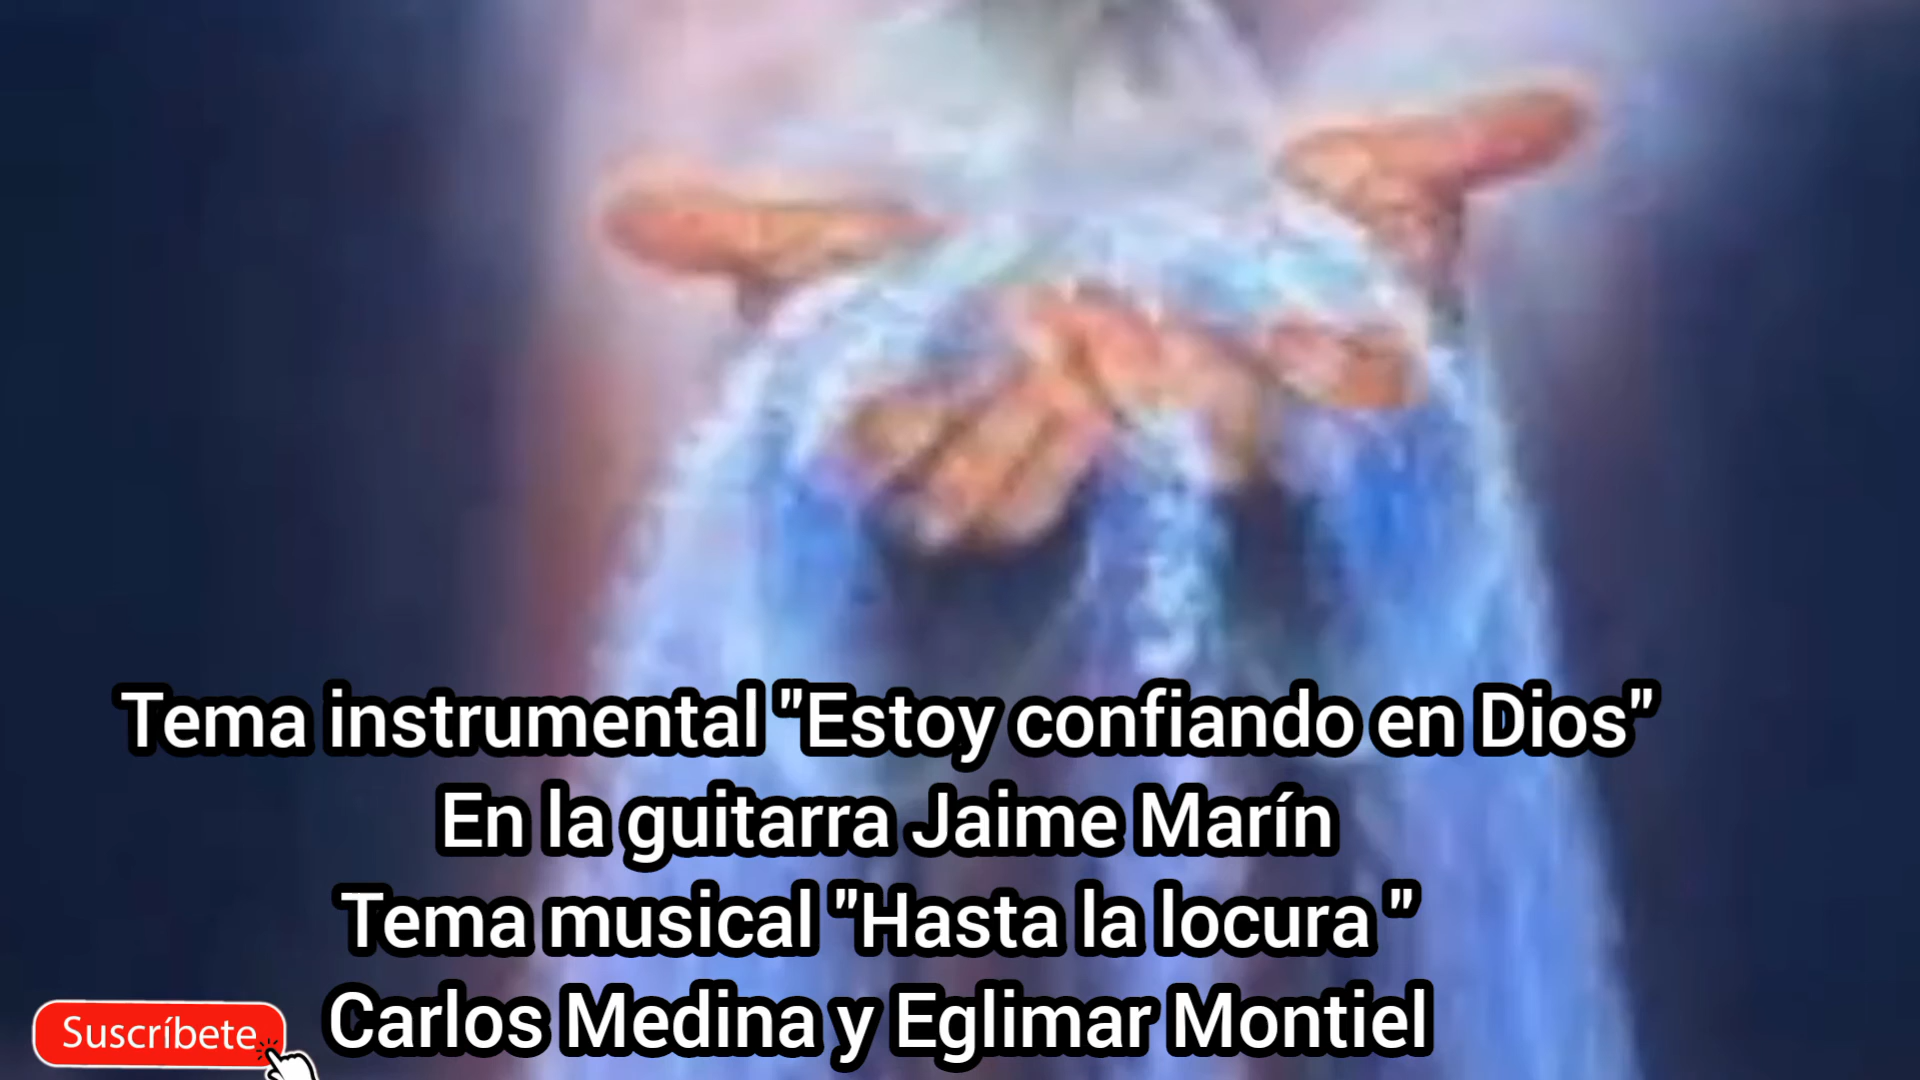 Tema instrumental "Estoy confiando en Dios"
En la guitarra Jaime Marín
Tema musical "Hasta la locura "
Carlos Medina y Eglimar Montiel
Suscríbete